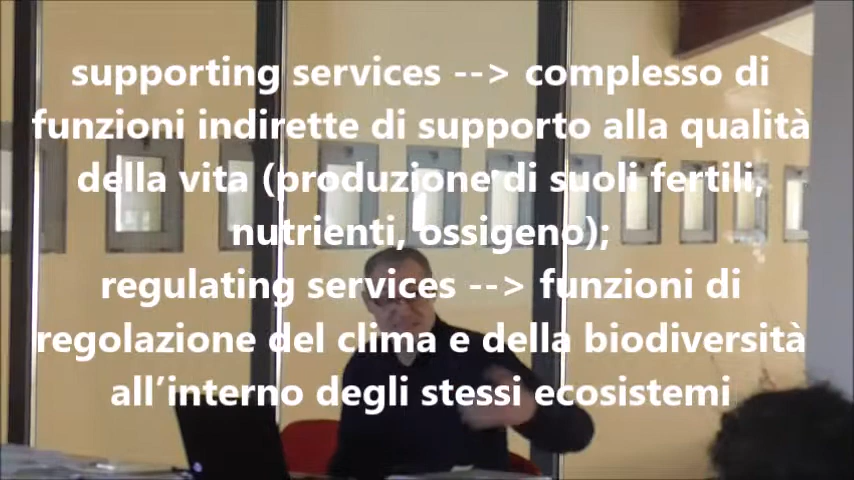 supporting services --> complesso di
funzioni indirette di supporto alla qualità
della vita (produzione di suoli fertili,
nutrienti, ossigeno);
regulating services --> funzioni di
regolazione del clima e della biodiversità
all’interno degli stessi ecosistemi